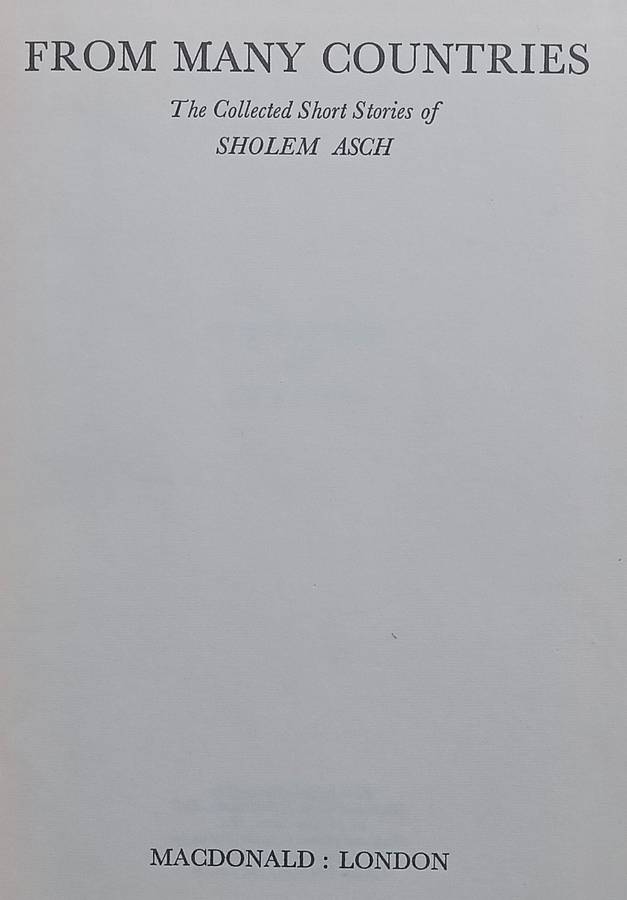 FROM MANY COUNTRIES
The Collected Short Stories of
SHOLEM ASCH
MACDONALD : LONDON